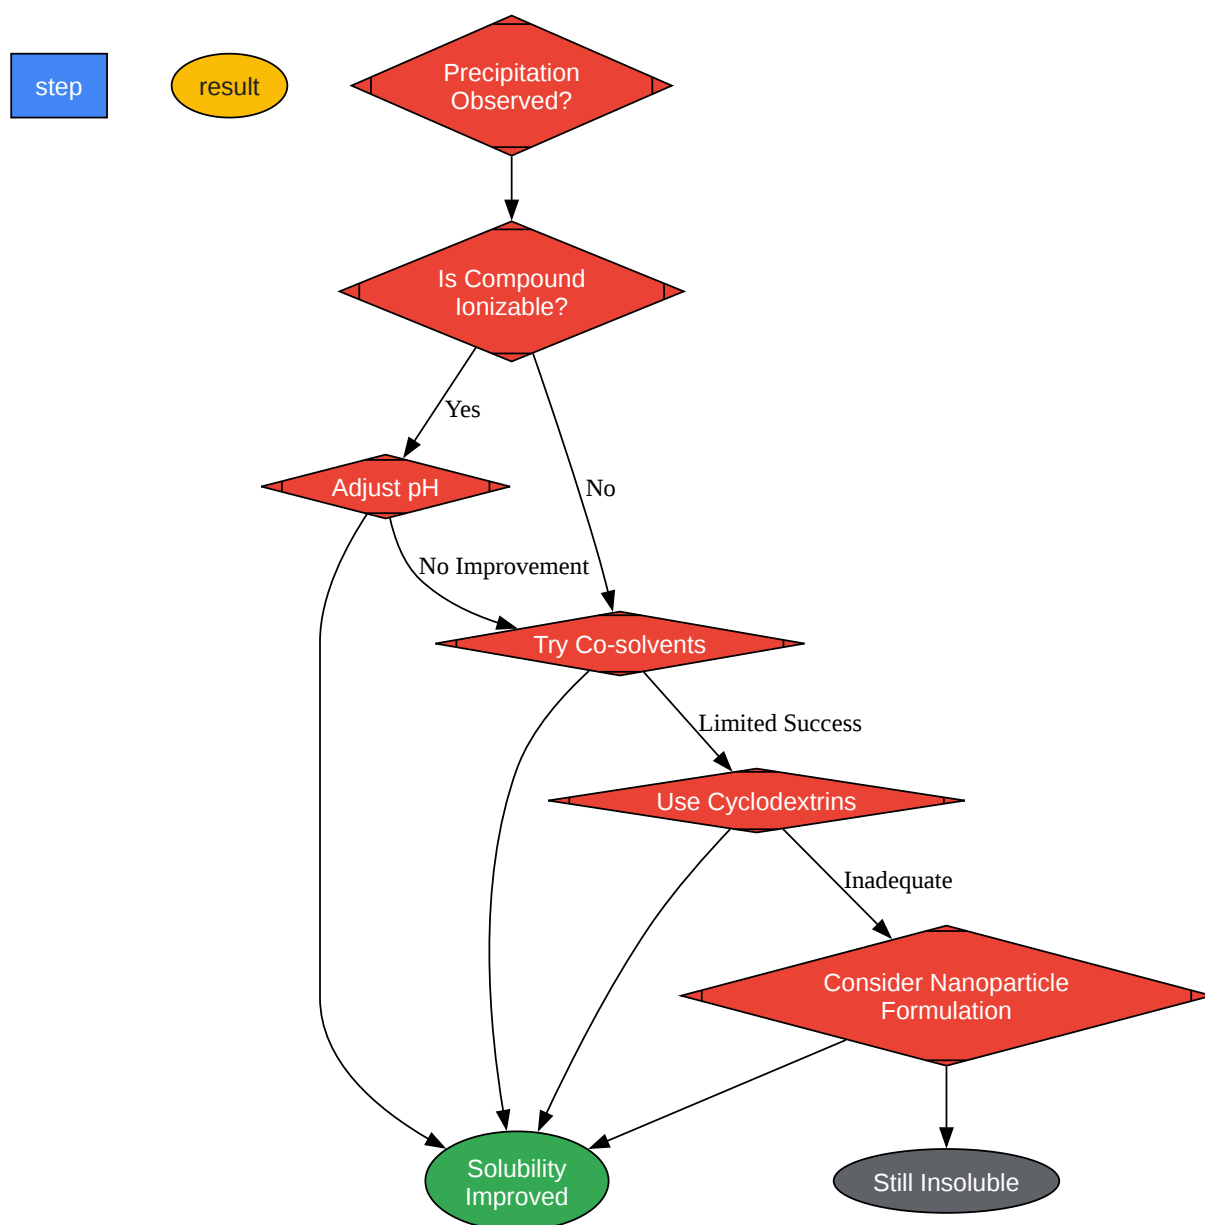 step
result
Precipitation
Observed?
Is Compound
Ionizable?
Yes
Adjust pH
No
No Improvement
Try Co-solvents
Limited Success
Use Cyclodextrins
Inadequate
Consider Nanoparticle
Formulation
Solubility
Improved
Still Insoluble